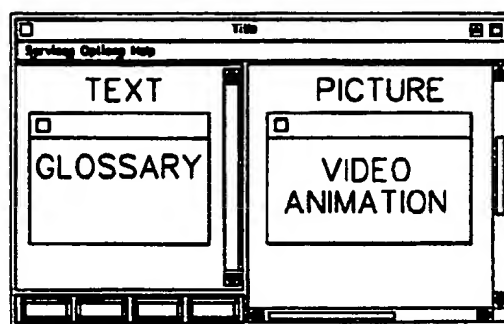 Title
Services Options Help
TEXT
GLOSSARY
PICTURE
VIDEO
ANIMATION